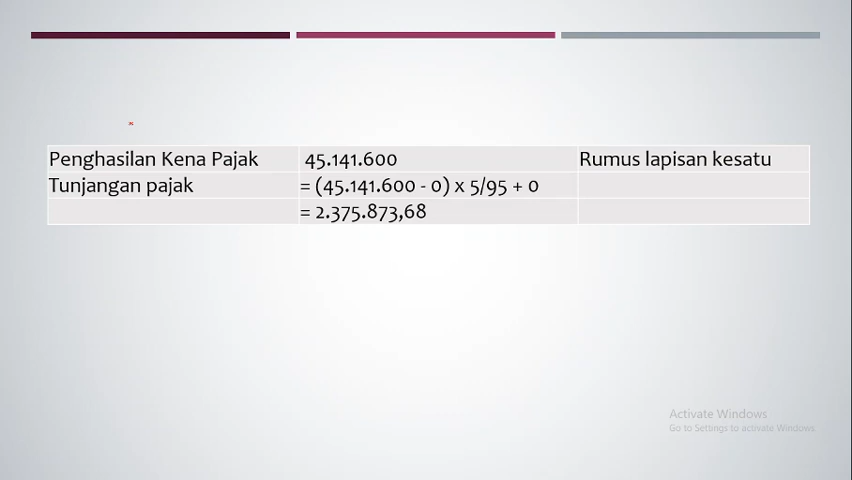 Penghasilan Kena Pajak 45.141.600 Rumus lapisan kesatu
Tunjangan pajak = (45.141.600 - 0) x 5/95 + 0
= 2.375.873,68
Activate Windows
Go to Settings to activate Windows.